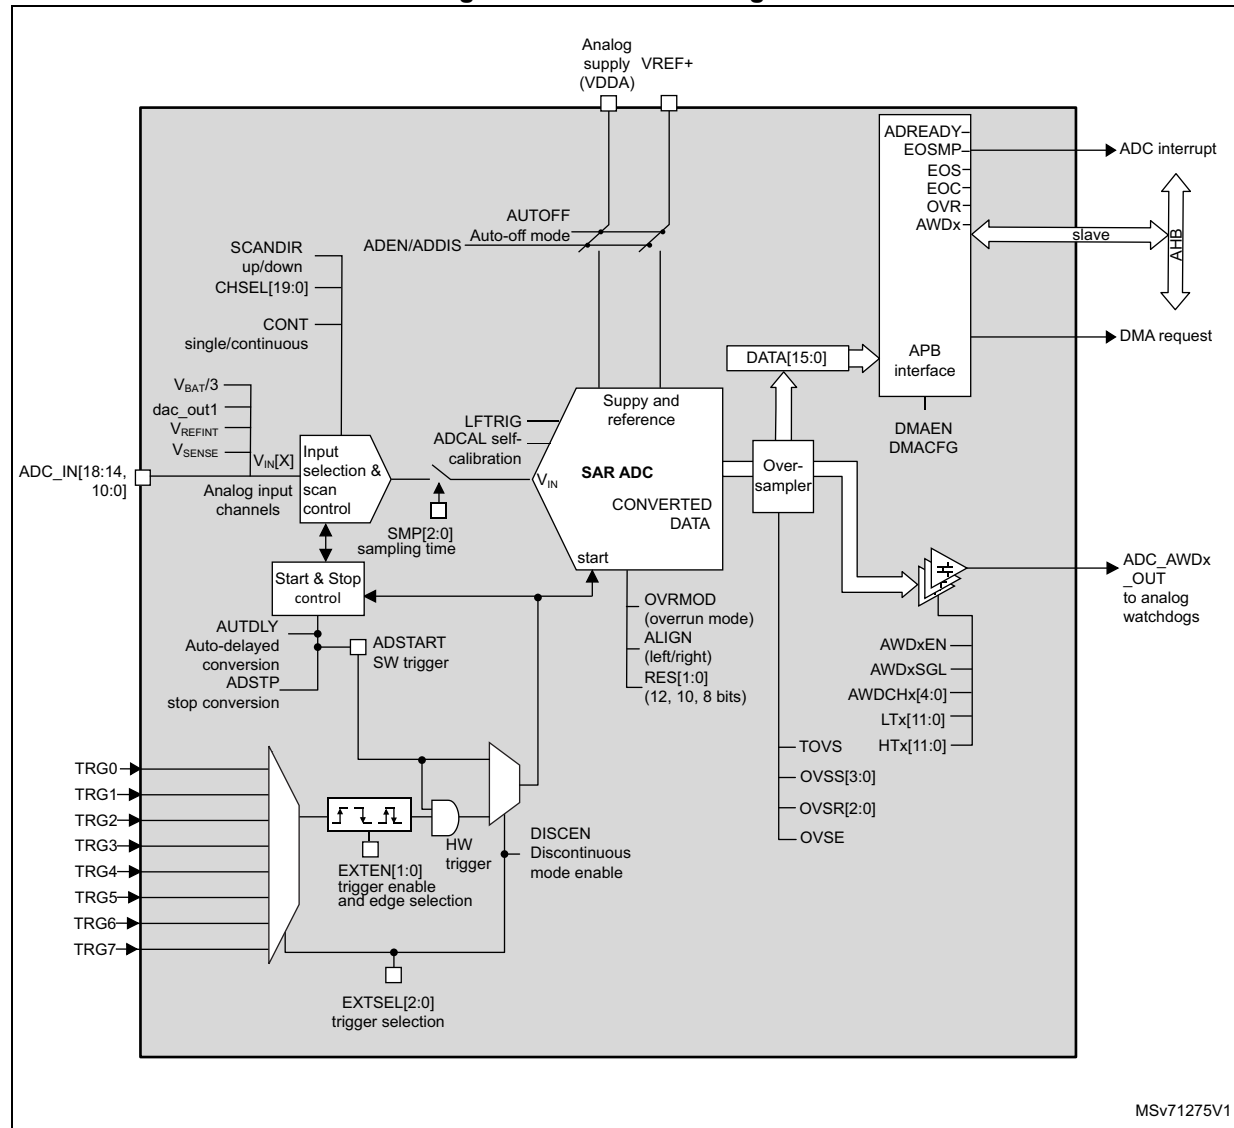 Analog
supply
(VDDA)
VREF+
ADREADY
EOSMP
EOS
EOC
OVR
AWDx
ADC interrupt
slave
AHB
DMA request
APB
interface
DMAEN
DMACFG
AUTOFF
Auto-off mode
ADEN/ADDIS
SCANDIR
up/down
CHSEL[19:0]
CONT
single/continuous
DATA[15:0]
VBAT/3
dac_out1
VREFINT
VSENSE
VIN[X]
ADC_IN[18:14,
10:0]
Analog input
channels
Input
selection &
scan
control
SMP[2:0]
sampling time
LFTRIG
ADCAL self-
calibration
Suppy and
reference
VIN
SAR ADC
CONVERTED
DATA
start
Over-
sampler
ADC_AWDx
_OUT
to analog
watchdogs
Start & Stop
control
AUTDLY
Auto-delayed
conversion
ADSTP
stop conversion
ADSTART
SW trigger
OVRMOD
(overrun mode)
ALIGN
(left/right)
RES[1:0]
(12, 10, 8 bits)
AWDxEN
AWDxSGL
AWDCHx[4:0]
LTx[11:0]
HTx[11:0]
TOVS
OVSS[3:0]
OVSR[2:0]
OVSE
TRG0
TRG1
TRG2
TRG3
TRG4
TRG5
TRG6
TRG7
HW
trigger
EXTEN[1:0]
trigger enable
and edge selection
DISCEN
Discontinuous
mode enable
EXTSEL[2:0]
trigger selection
MSv71275V1